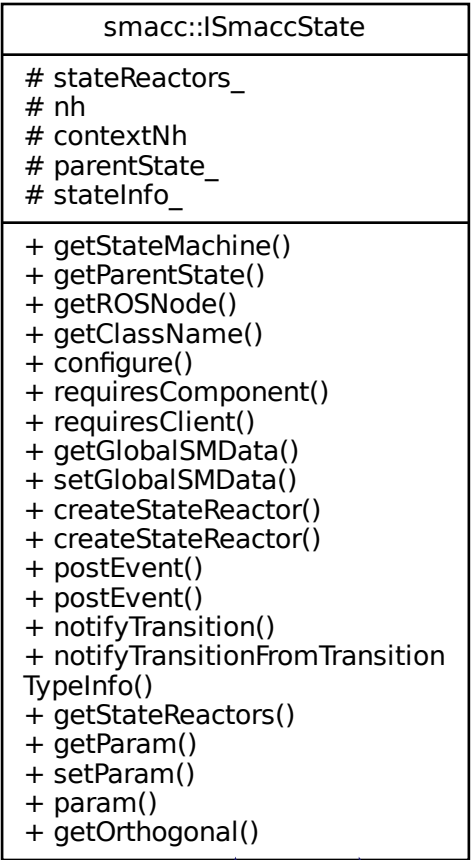 smacc::ISmaccState
# stateReactors_
# nh
# contextNh
# parentState_
# stateInfo_
+ getStateMachine()
+ getParentState()
+ getROSNode()
+ getClassName()
+ configure()
+ requiresComponent()
+ requiresClient()
+ getGlobalSMData()
+ setGlobalSMData()
+ createStateReactor()
+ createStateReactor()
+ postEvent()
+ postEvent()
+ notifyTransition()
+ notifyTransitionFromTransition
TypeInfo()
+ getStateReactors()
+ getParam()
+ setParam()
+ param()
+ getOrthogonal()